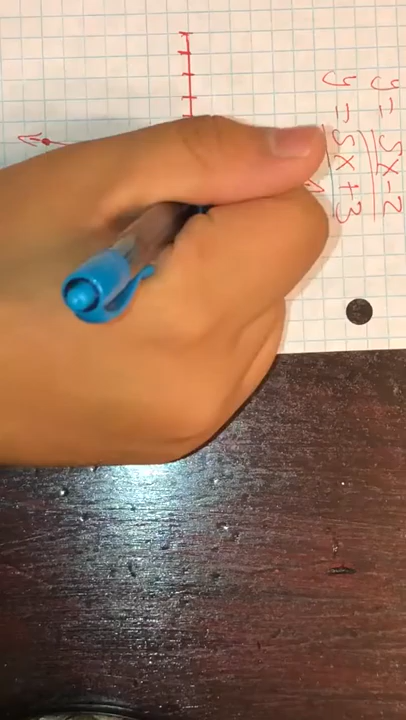 y = 5x - 2
y = 5x + 3